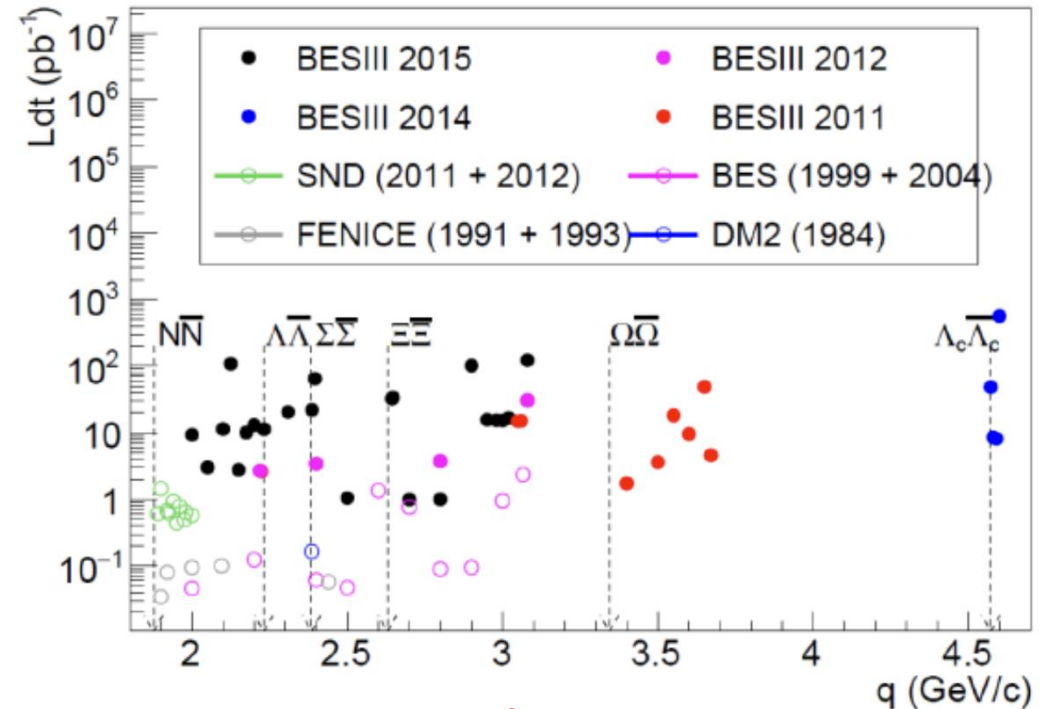 Ldt (pb⁻¹)
10⁷
10⁶
10⁵
10⁴
10³
10²
10
1
10⁻¹
BESIII 2015
BESIII 2012
BESIII 2014
BESIII 2011
SND (2011 + 2012)
BES (1999 + 2004)
FENICE (1991 + 1993)
DM2 (1984)
NN̅
ΛΛ̅
ΣΣ̅
ΞΞ̅
ΩΩ̅
Λ_cΛ̅_c
2 2.5 3 3.5 4 4.5
q (GeV/c)